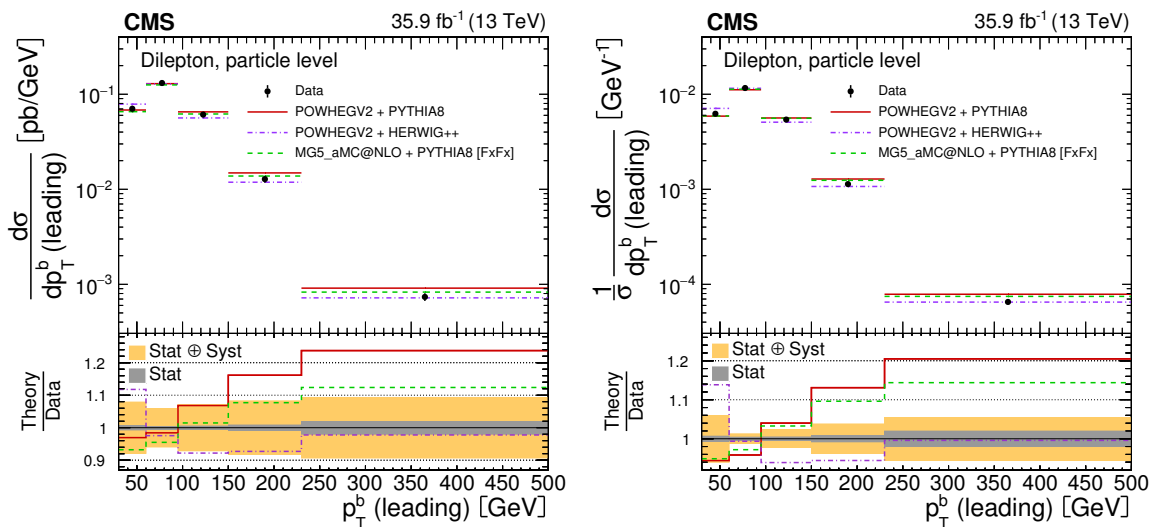 CMS 35.9 fb⁻¹ (13 TeV)
dσ/dp_T^b (leading) [pb/GeV]
Dilepton, particle level
Data
POWHEGV2 + PYTHIA8
POWHEGV2 + HERWIG++
MG5_aMC@NLO + PYTHIA8 [FxFx]
10⁻¹
10⁻²
10⁻³
Theory/Data
Stat ⊕ Syst
Stat
1.2
1.1
1
0.9
50 100 150 200 250 300 350 400 450 500
p_T^b (leading) [GeV]
CMS 35.9 fb⁻¹ (13 TeV)
1/σ dσ/dp_T^b (leading) [GeV⁻¹]
Dilepton, particle level
Data
POWHEGV2 + PYTHIA8
POWHEGV2 + HERWIG++
MG5_aMC@NLO + PYTHIA8 [FxFx]
10⁻¹
10⁻²
10⁻³
10⁻⁴
Theory/Data
Stat ⊕ Syst
Stat
1.2
1.1
1
50 100 150 200 250 300 350 400 450 500
p_T^b (leading) [GeV]